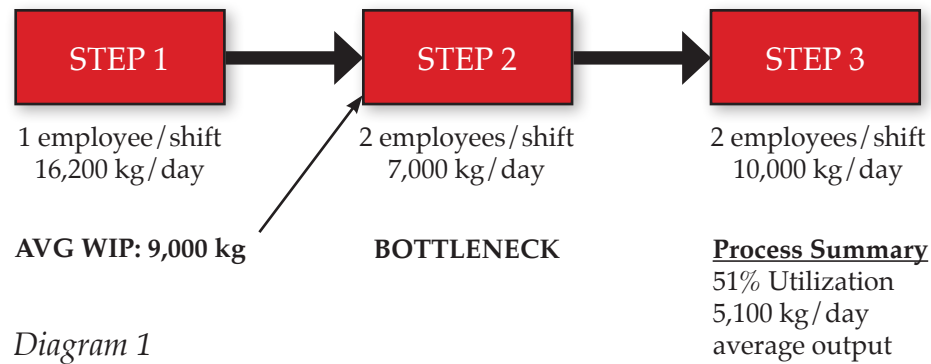 STEP 1
STEP 2
STEP 3
1 employee/shift
16,200 kg/day
2 employees/shift
7,000 kg/day
2 employees/shift
10,000 kg/day
AVG WIP: 9,000 kg
BOTTLENECK
Process Summary
51% Utilization
5,100 kg/day
average output
Diagram 1